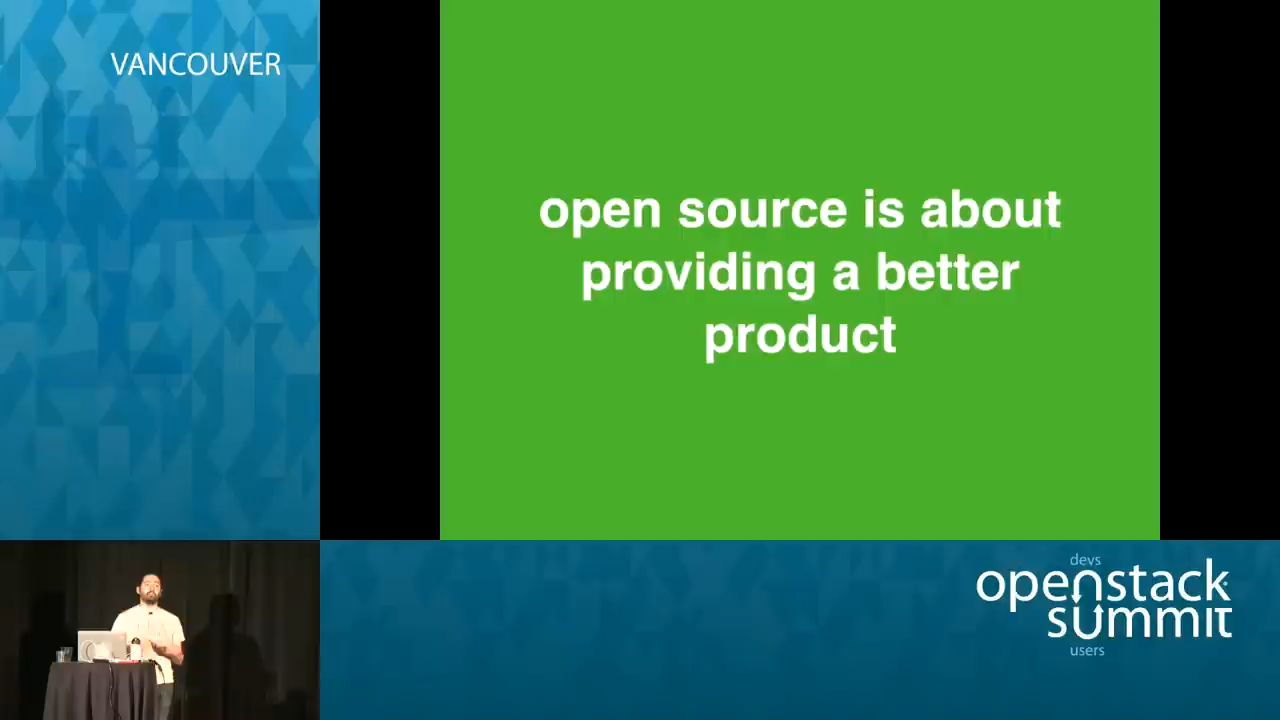 VANCOUVER
open source is about
providing a better
product
devs
openstack
summit
users